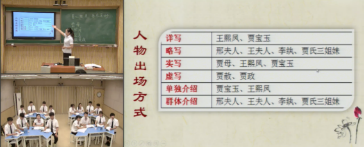 人物出场方式
详写 王熙凤、贾宝玉
略写 邢夫人、王夫人、李纨、贾氏三姐妹
实写 贾母、王熙凤、贾宝玉
虚写 贾赦、贾政
单独介绍 贾宝玉、王熙凤
群体介绍 邢夫人、王夫人、李纨、贾氏三姐妹